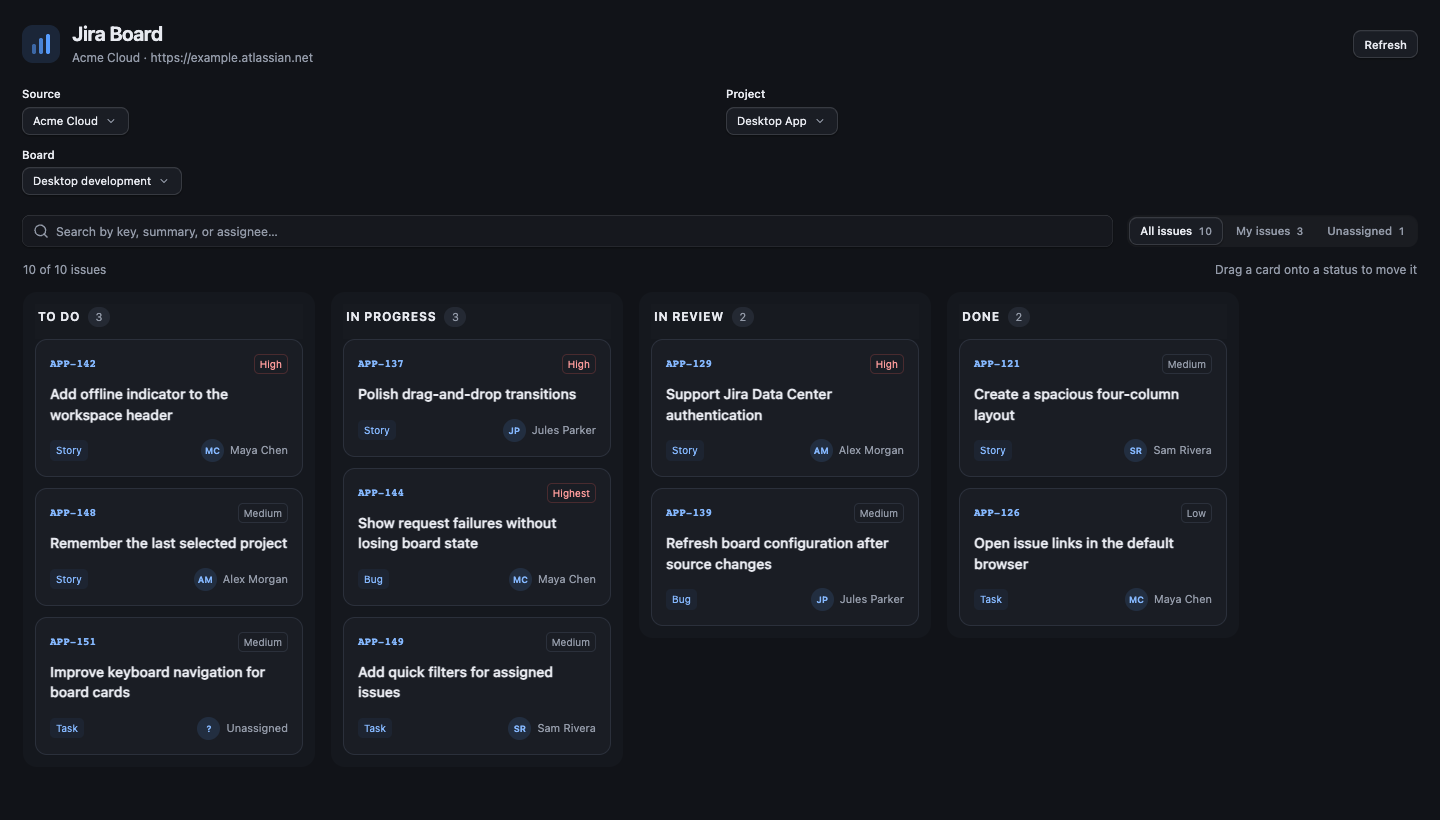 Jira Board
Acme Cloud · https://example.atlassian.net
Refresh
Source
Acme Cloud
Project
Desktop App
Board
Desktop development
Search by key, summary, or assignee...
All issues 10
My issues 3
Unassigned 1
10 of 10 issues
Drag a card onto a status to move it
TO DO 3
APP-142
High
Add offline indicator to the
workspace header
Story
MC Maya Chen
APP-148
Medium
Remember the last selected project
Story
AM Alex Morgan
APP-151
Medium
Improve keyboard navigation for
board cards
Task
? Unassigned
IN PROGRESS 3
APP-137
High
Polish drag-and-drop transitions
Story
JP Jules Parker
APP-144
Highest
Show request failures without
losing board state
Bug
MC Maya Chen
APP-149
Medium
Add quick filters for assigned
issues
Task
SR Sam Rivera
IN REVIEW 2
APP-129
High
Support Jira Data Center
authentication
Story
AM Alex Morgan
APP-139
Medium
Refresh board configuration after
source changes
Bug
JP Jules Parker
DONE 2
APP-121
Medium
Create a spacious four-column
layout
Story
SR Sam Rivera
APP-126
Low
Open issue links in the default
browser
Task
MC Maya Chen